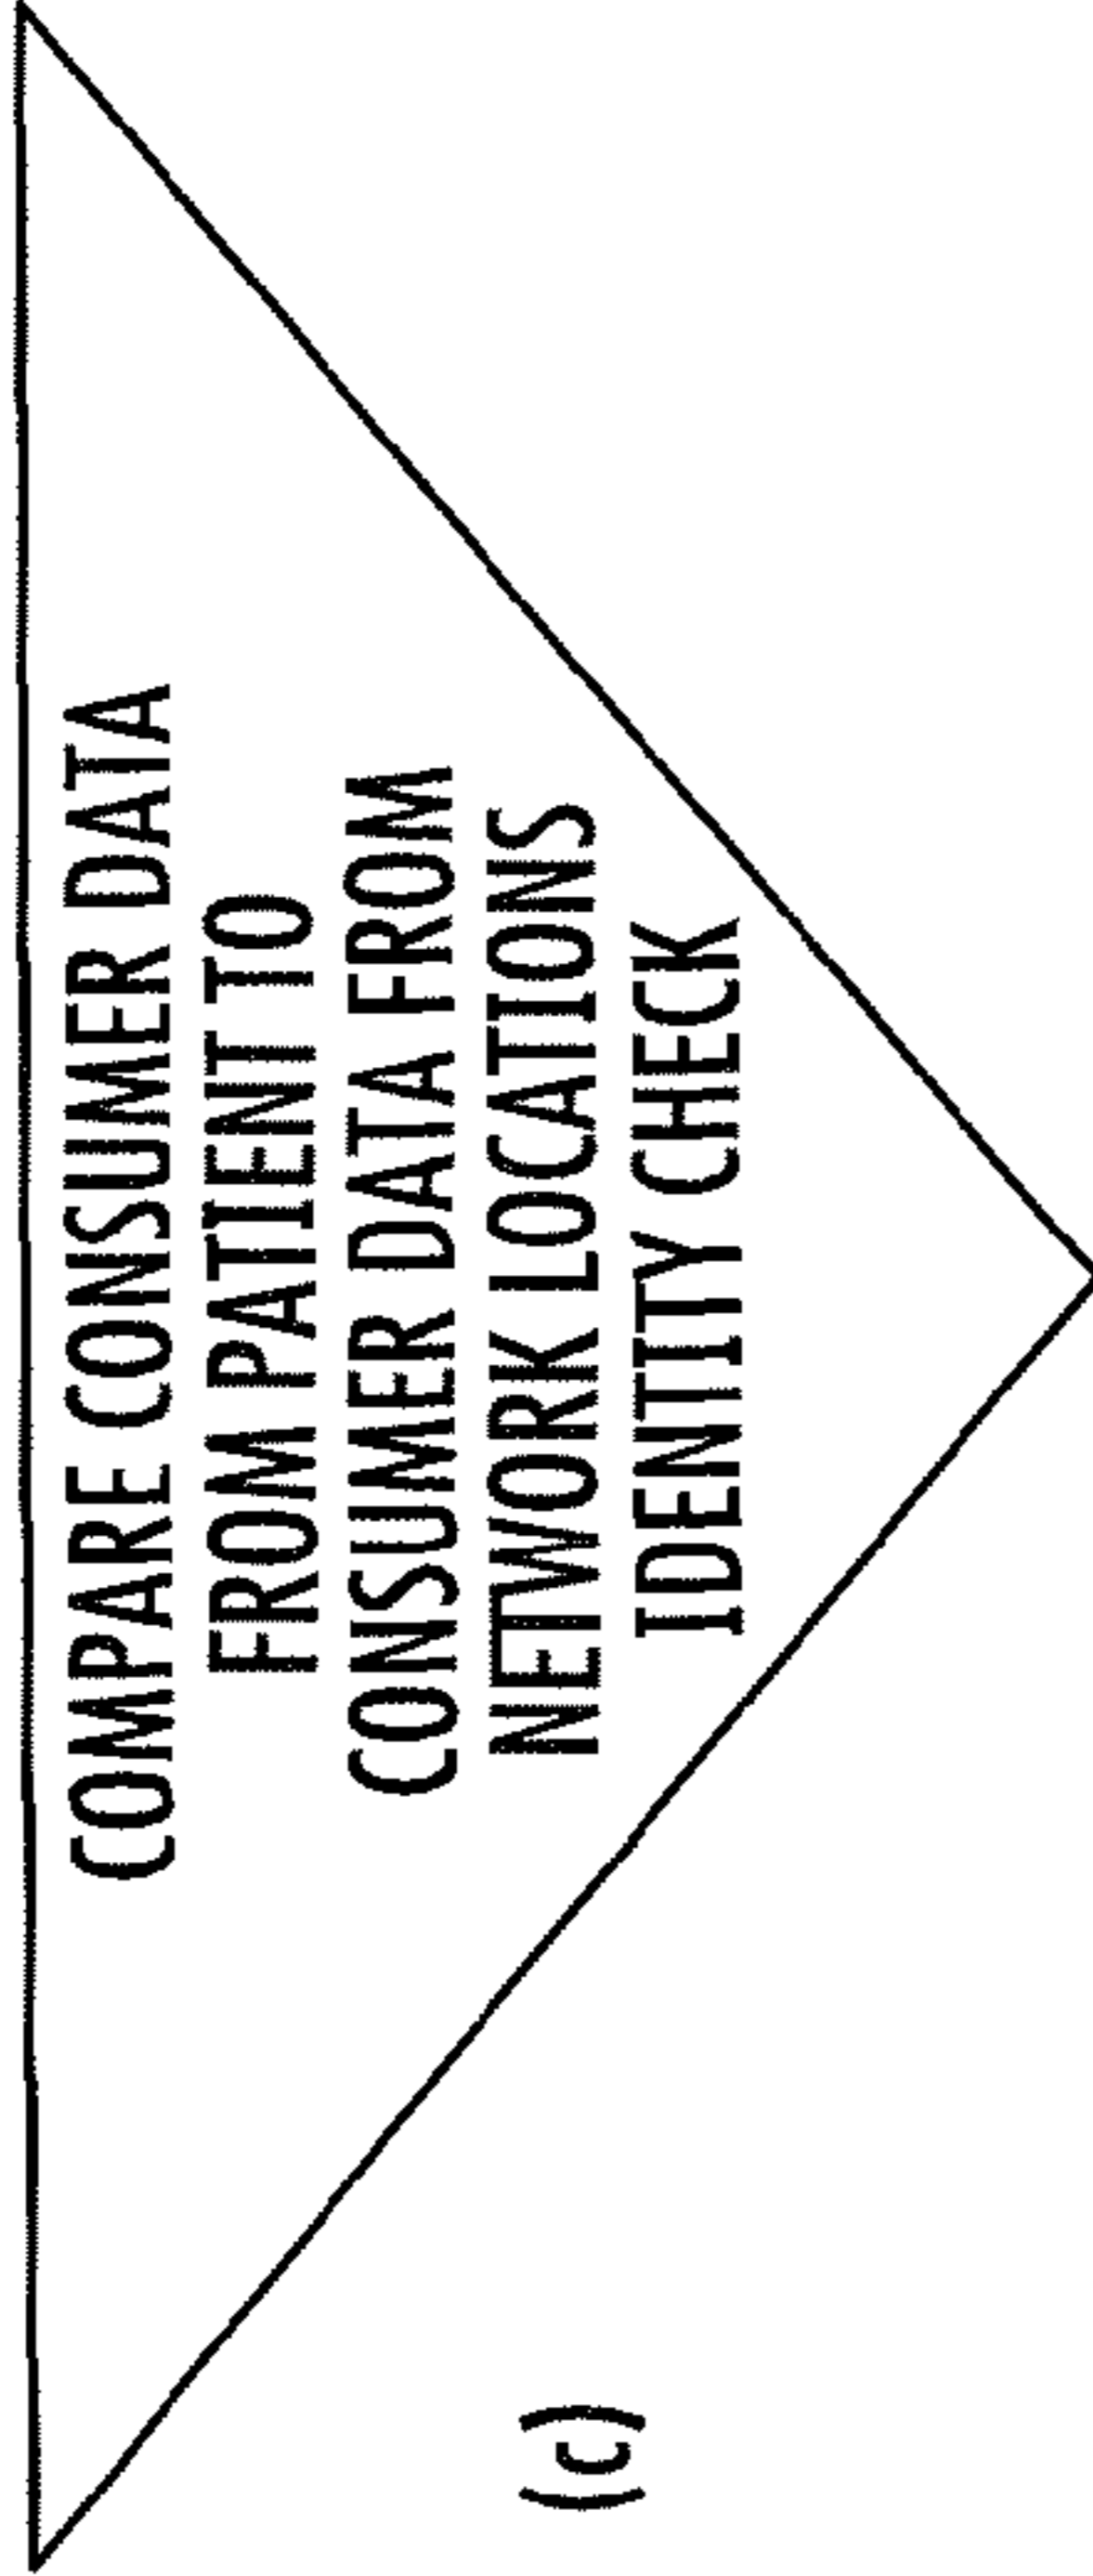 COMPARE CONSUMER DATA
FROM PATIENT TO
CONSUMER DATA FROM
NETWORK LOCATIONS
IDENTITY CHECK
(c)